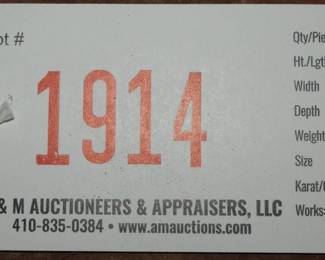 ot #
1914
& M AUCTIONEERS & APPRAISERS, LLC
410-835-0384 • www.amauctions.com
Qty/Pie
Ht./Lgt
Width
Depth
Weight
Size
Karat/
Works: